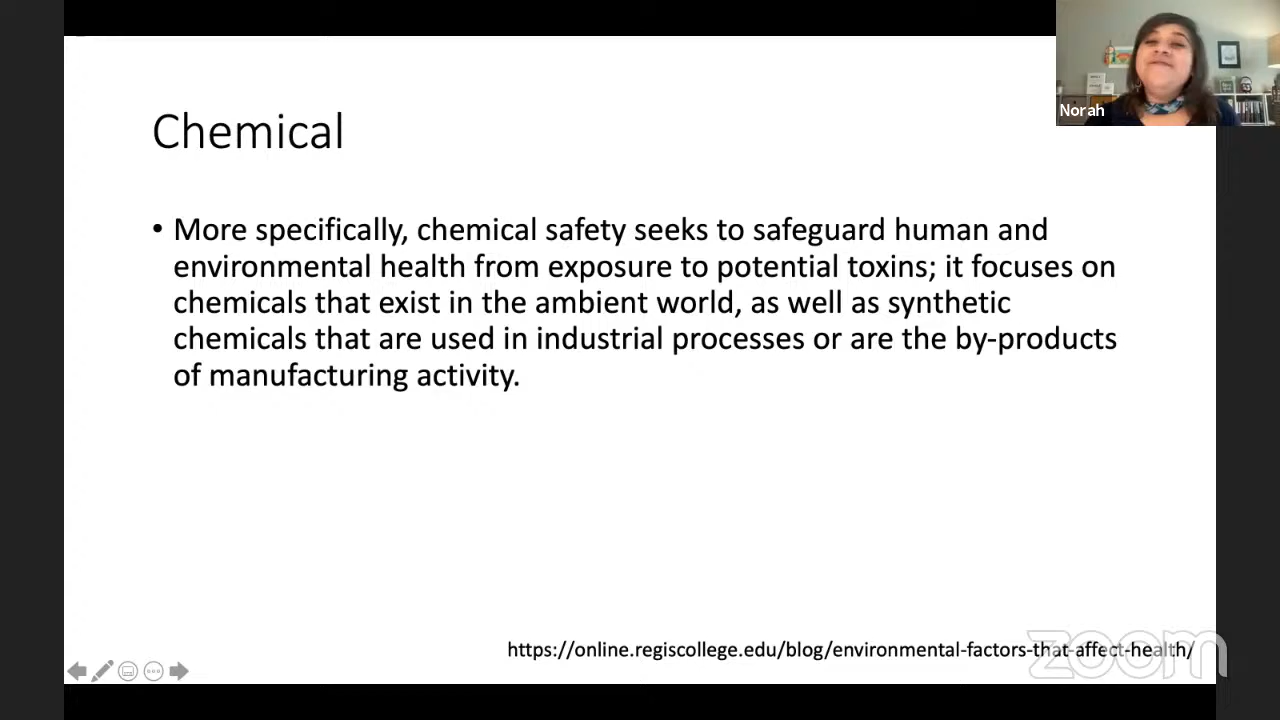 Norah
Chemical
• More specifically, chemical safety seeks to safeguard human and
environmental health from exposure to potential toxins; it focuses on
chemicals that exist in the ambient world, as well as synthetic
chemicals that are used in industrial processes or are the by-products
of manufacturing activity.
https://online.regiscollege.edu/blog/environmental-factors-that-affect-health/
zoom